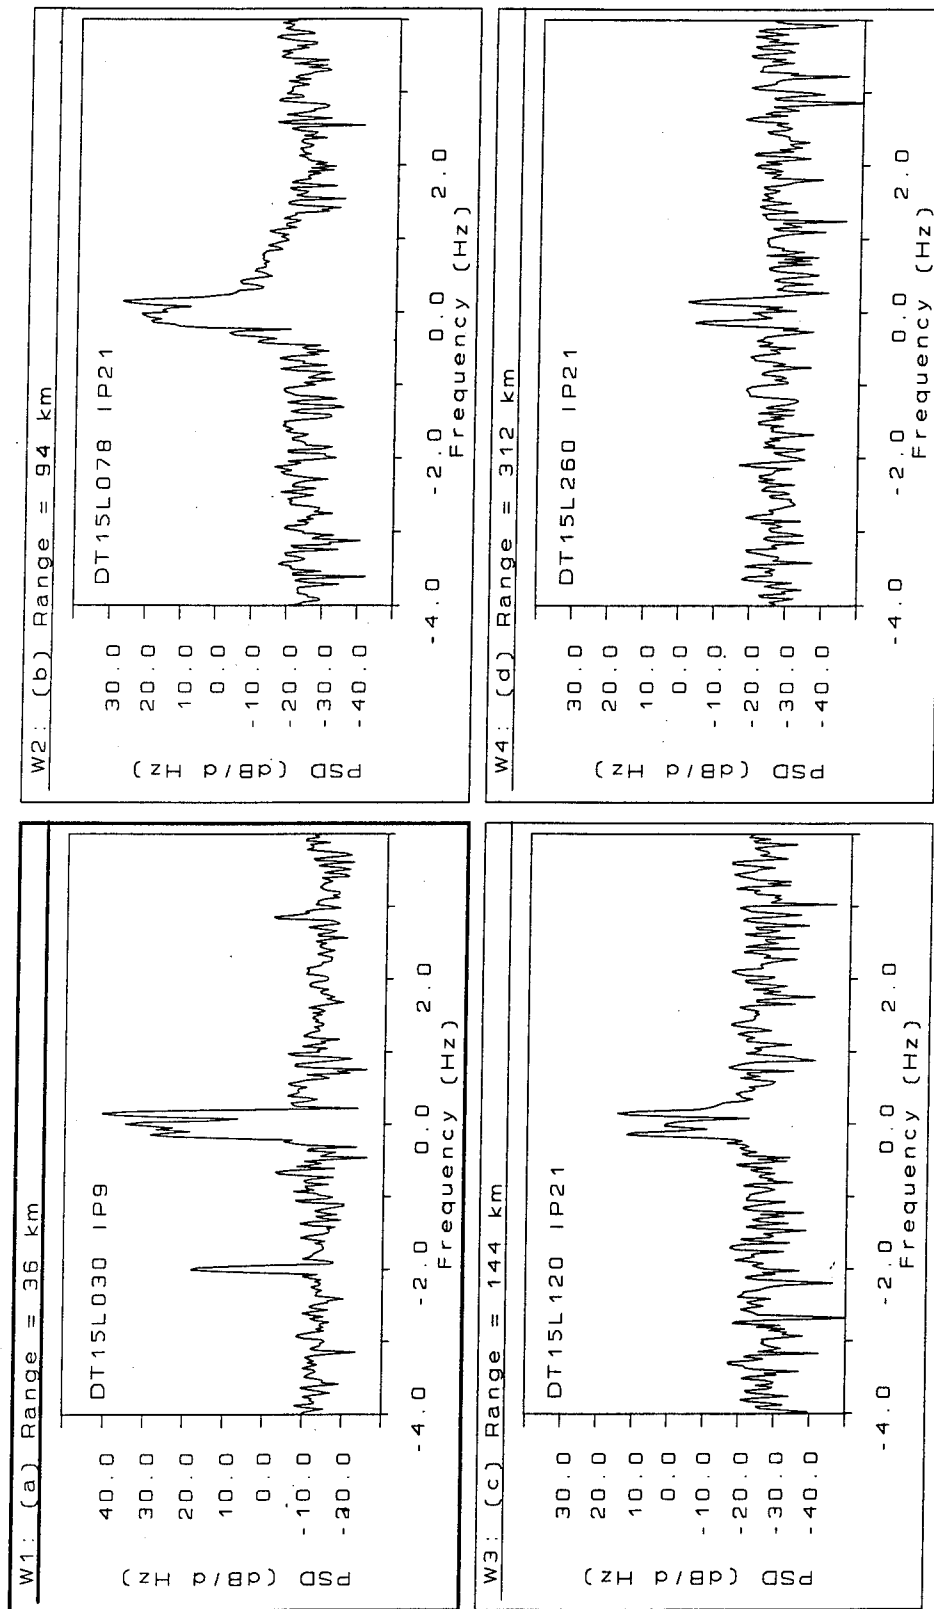 W1: (a) Range = 36 km
DT15L030 IP9
40.0
30.0
20.0
10.0
0.0
-10.0
PSD (dB/d Hz)
-4.0
-2.0
0.0
2.0
Frequency (Hz)
W2: (b) Range = 94 km
DT15L078 IP21
30.0
20.0
10.0
0.0
-10.0
-20.0
-30.0
-40.0
PSD (dB/d Hz)
-4.0
-2.0
0.0
2.0
Frequency (Hz)
W3: (c) Range = 144 km
DT15L120 IP21
30.0
20.0
10.0
0.0
-10.0
-20.0
-30.0
-40.0
PSD (dB/d Hz)
-4.0
-2.0
0.0
2.0
Frequency (Hz)
W4: (d) Range = 312 km
DT15L260 IP21
30.0
20.0
10.0
0.0
-10.0
-20.0
-30.0
-40.0
PSD (dB/d Hz)
-4.0
-2.0
0.0
2.0
Frequency (Hz)